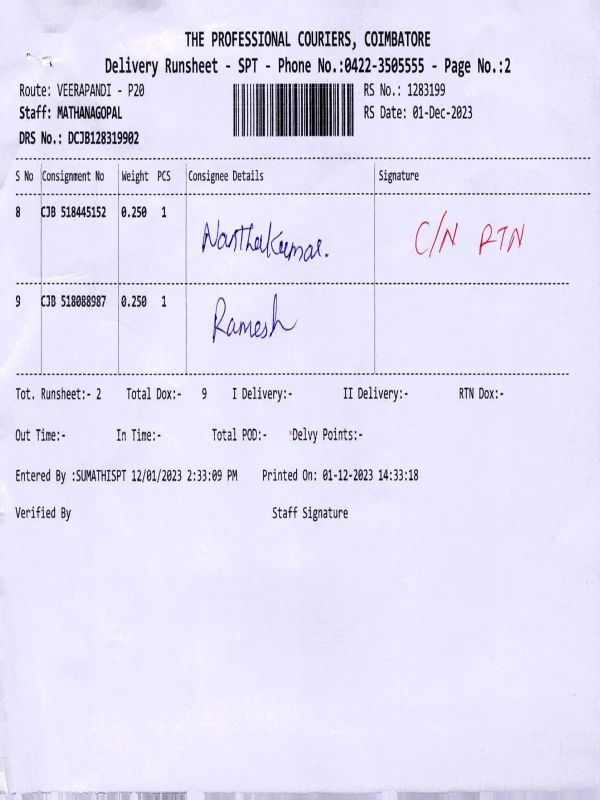 THE PROFESSIONAL COURIERS, COIMBATORE
Delivery Runsheet - SPT - Phone No.:0422-3505555 - Page No.:2
Route: VEERAPANDI - P20 RS No.: 1283199
Staff: MATHANAGOPAL RS Date: 01-Dec-2023
DRS No.: DCJB128319902
S No Consignment No Weight PCS Consignee Details Signature
8 CJB 518445152 0.250 1 NanthaKumar. C/N RTN
9 CJB 518088987 0.250 1 Ramesh
Tot. Runsheet:- 2 Total Dox:- 9 I Delivery:- II Delivery:- RTN Dox:-
Out Time:- In Time:- Total POD:- Delvy Points:-
Entered By :SUMATHISPT 12/01/2023 2:33:09 PM Printed On: 01-12-2023 14:33:18
Verified By Staff Signature